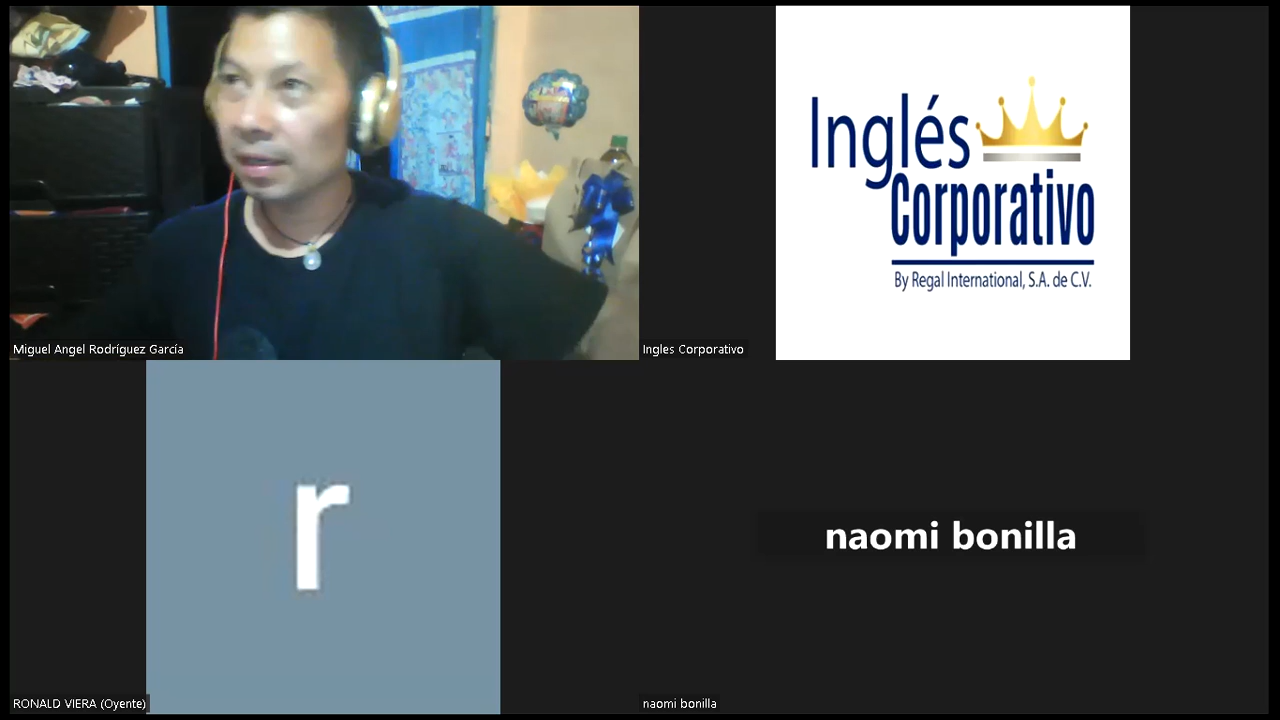 Inglés
Corporativo
By Regal International, S.A. de C.V.
Miguel Angel Rodríguez García
Ingles Corporativo
r
naomi bonilla
RONALD VIERA (Oyente)
naomi bonilla